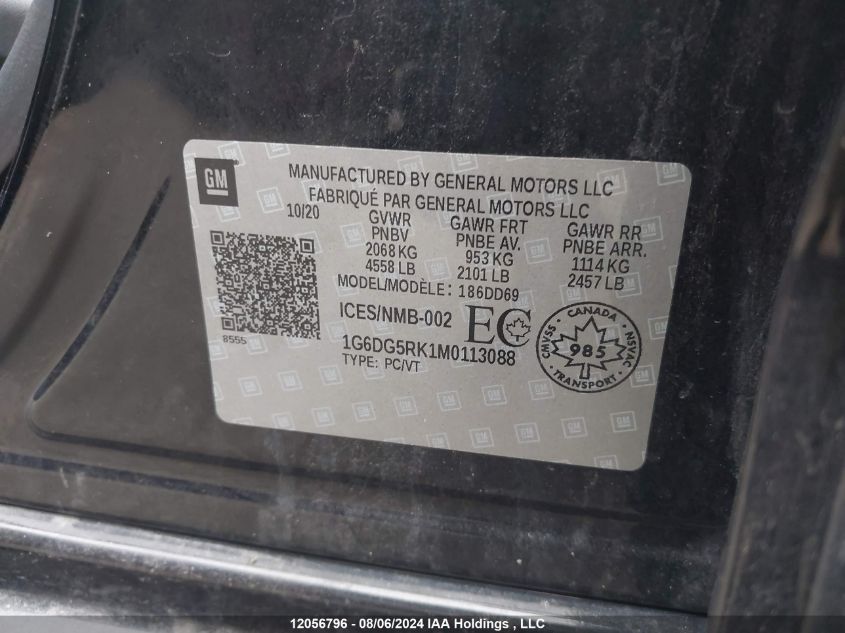 GM
MANUFACTURED BY GENERAL MOTORS LLC
FABRIQUÉ PAR GENERAL MOTORS LLC
10/20 GVWR GAWR FRT GAWR RR
PNBV PNBE AV. PNBE ARR.
2068 KG 953 KG 1114 KG
4558 LB 2101 LB 2457 LB
MODEL/MODÈLE: 186DD69
ICES/NMB-002 EC
8555
1G6DG5RK1M0113088
TYPE: PC/VT
CANADA
CMVSS 985 NSVAC
TRANSPORT
12056796 - 08/06/2024 IAA Holdings, LLC